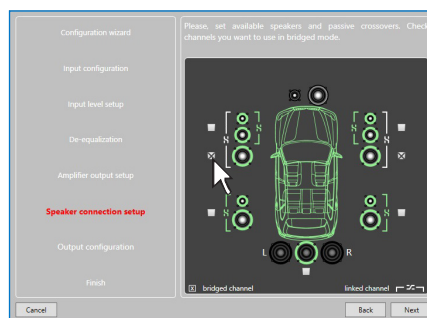 Configuration wizard
Please, set available speakers and passive crossovers. Check
channels you want to use in bridged mode.
Input configuration
Input level setup
De-equalization
Amplifier output setup
Speaker connection setup
Output configuration
Finish
L
R
X bridged channel
linked channel
Cancel
Back
Next